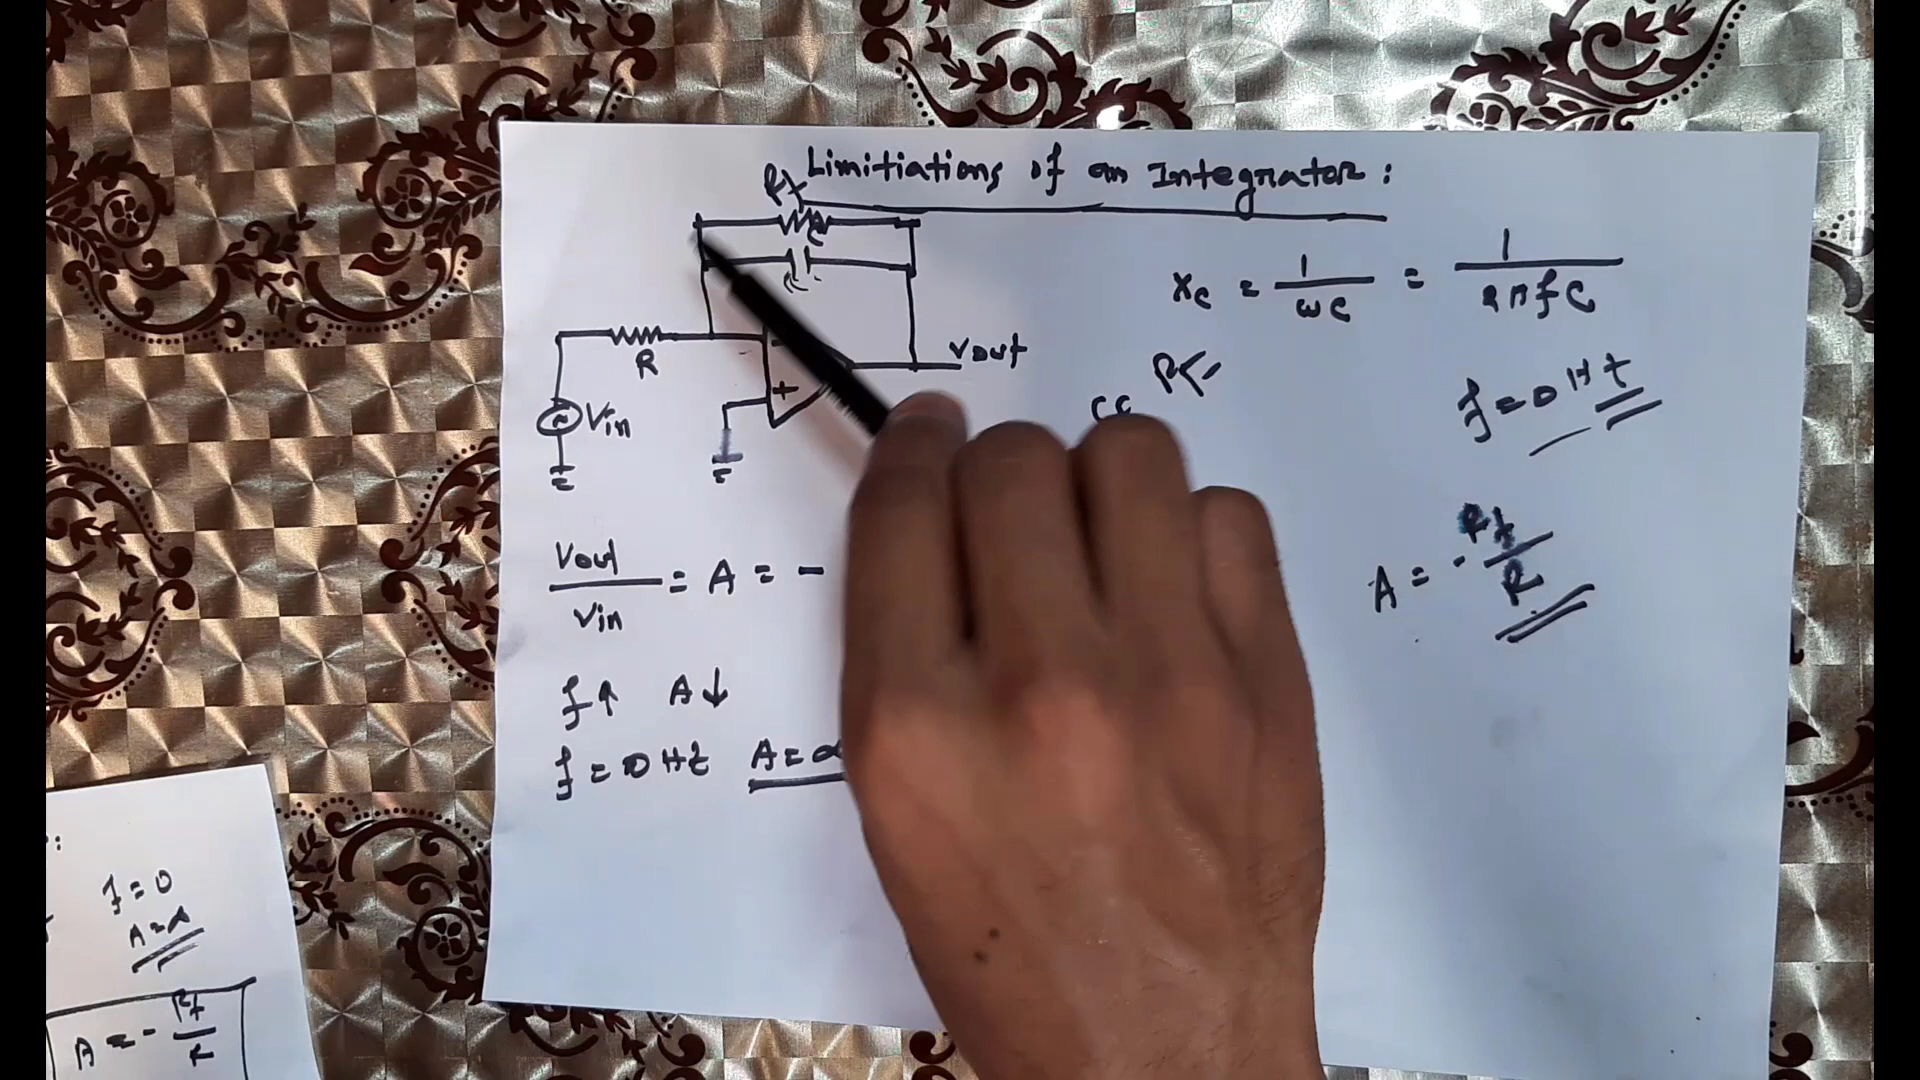 Limitiations of an Integrator:
Rf
C
R
Vin
-
+
Vout
Xc = 1/ωC = 1/2πfC
Rf
f = 0 Hz
Vout/Vin = A = -
A = - Rf/R
f↑ A↓
f = 0 Hz A = ∝
:
f = 0
A = ∝
A = - Rf/r